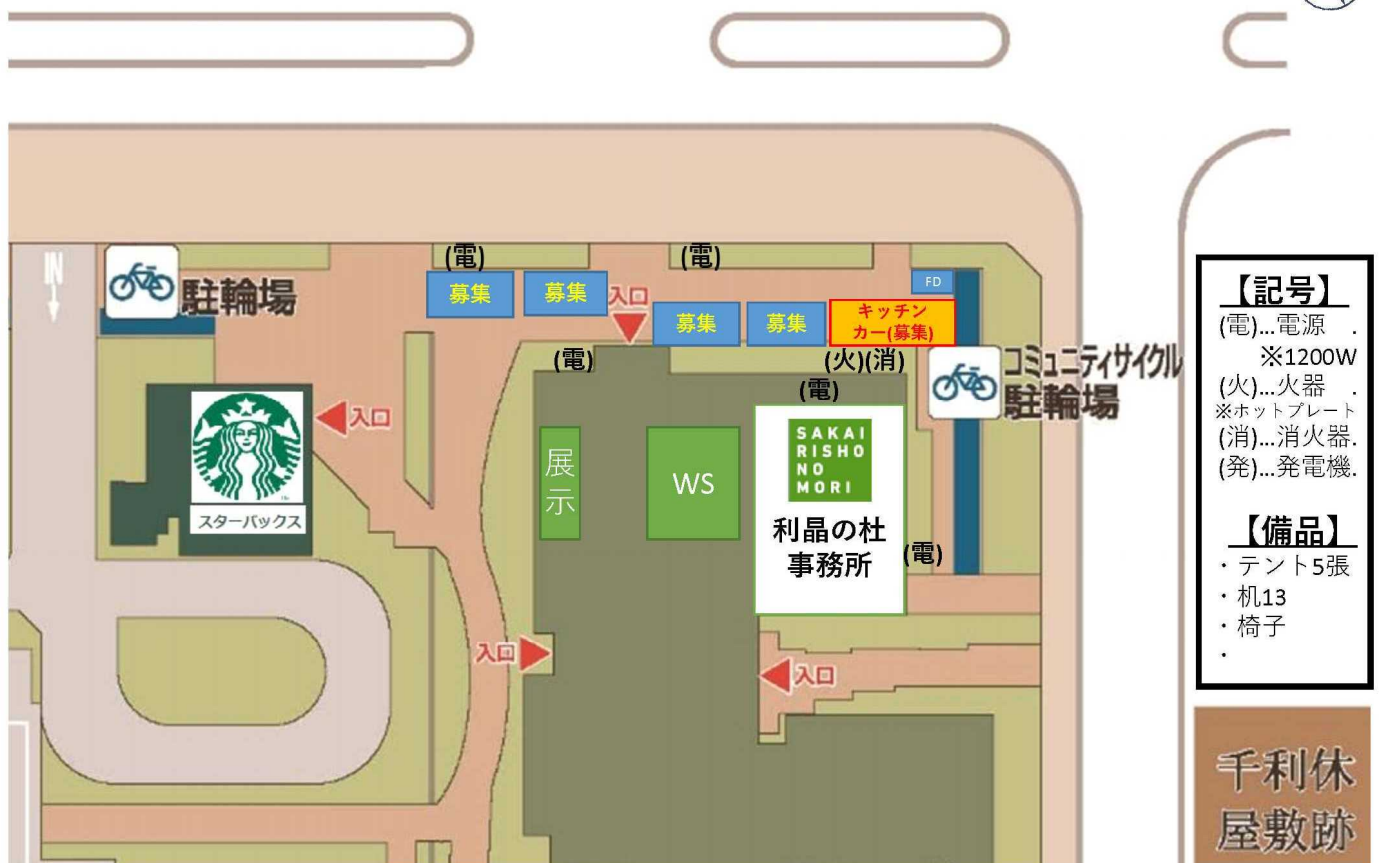 (電)
(電)
IN
駐輪場
募集
募集
入口
募集
募集
キッチン
カー(募集)
FD
(電)
(火)(消)
(電)
コミュニティサイクル
駐輪場
入口
スターバックス
展
示
WS
SAKAI
RISHO
NO
MORI
利晶の杜
事務所
(電)
入口
入口
【記号】
(電)…電源 .
※1200W
(火)…火器 .
※ホットプレート
(消)…消火器.
(発)…発電機.
【備品】
・テント5張
・机13
・椅子
・
千利休
屋敷跡